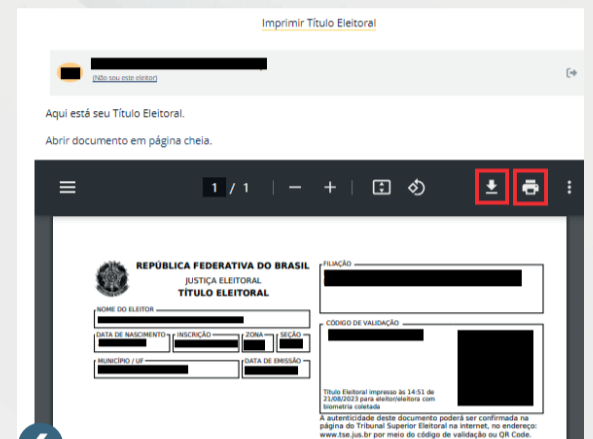 Imprimir Título Eleitoral
(Não sou este eleitor)
Aqui está seu Título Eleitoral.
Abrir documento em página cheia.
1 / 1
REPÚBLICA FEDERATIVA DO BRASIL
JUSTIÇA ELEITORAL
TÍTULO ELEITORAL
NOME DO ELEITOR
DATA DE NASCIMENTO INSCRIÇÃO ZONA SEÇÃO
MUNICÍPIO / UF DATA DE EMISSÃO
FILIAÇÃO
CÓDIGO DE VALIDAÇÃO
Título Eleitoral impresso às 14:51 de
21/08/2023 para eleitor/eleitora com
biometria coletada
A autenticidade deste documento poderá ser confirmada na
página do Tribunal Superior Eleitoral na internet, no endereço:
www.tse.jus.br por meio do código de validação ou QR Code.